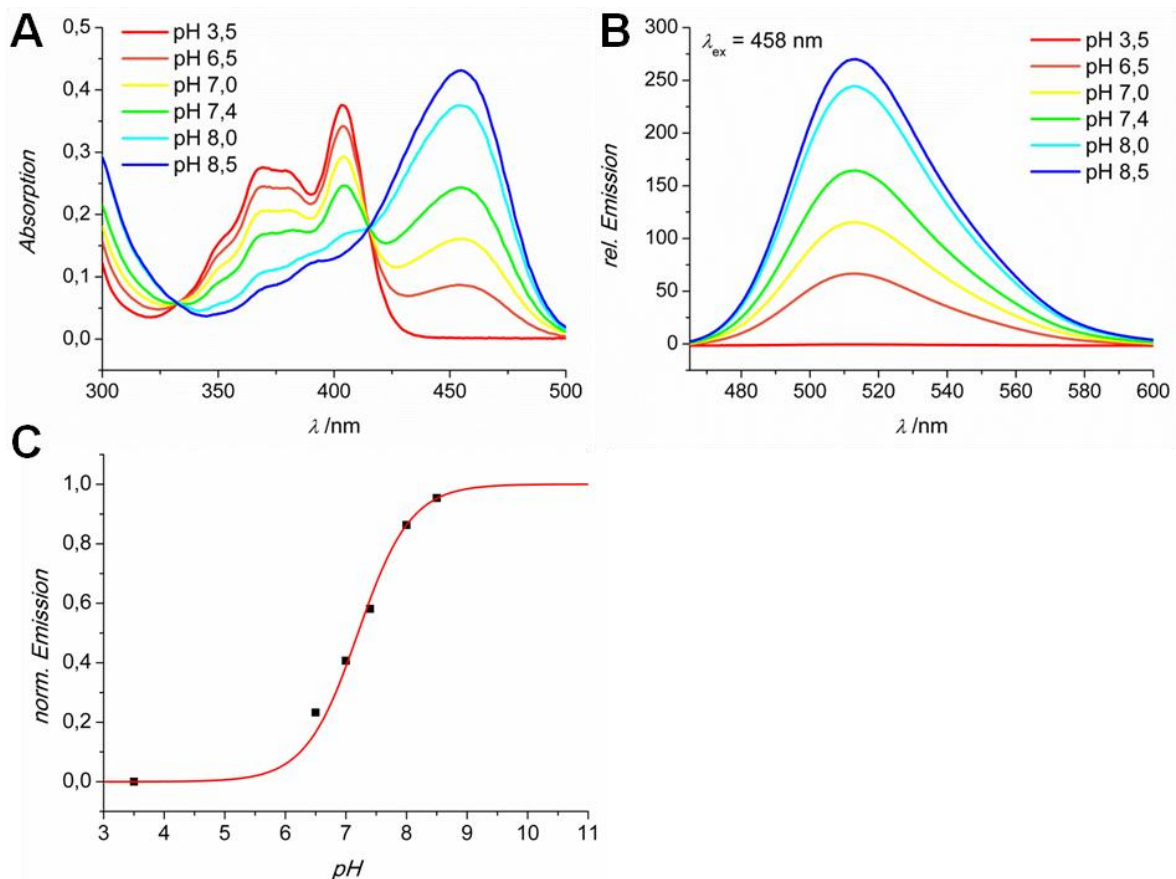 A
0,5
0,4
0,3
0,2
0,1
0,0
Absorption
pH 3,5
pH 6,5
pH 7,0
pH 7,4
pH 8,0
pH 8,5
300 350 400 450 500
λ /nm
B
300
250
200
150
100
50
0
rel. Emission
λex = 458 nm
pH 3,5
pH 6,5
pH 7,0
pH 7,4
pH 8,0
pH 8,5
480 500 520 540 560 580 600
λ /nm
C
1,0
0,8
0,6
0,4
0,2
0,0
norm. Emission
3 4 5 6 7 8 9 10 11
pH